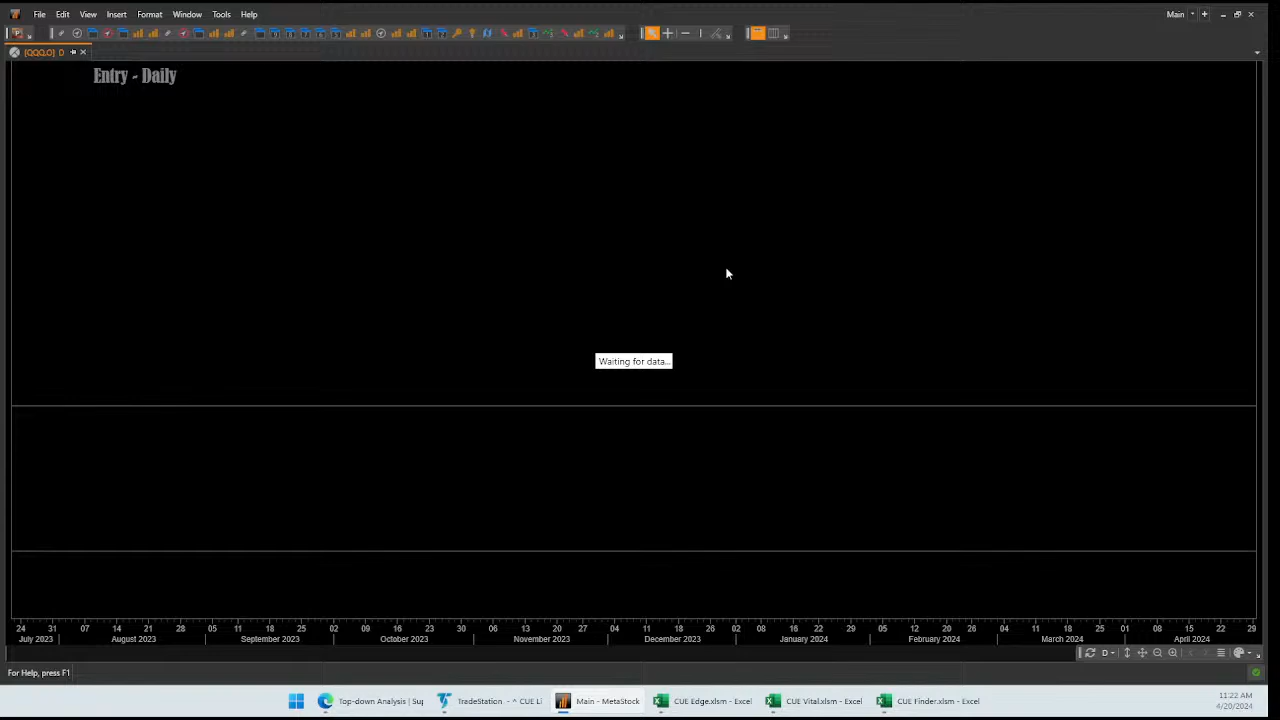 File Edit View Insert Format Window Tools Help Main
[QQQ.O] D
Entry - Daily
Waiting for data...
24 31 07 14 21 28 05 11 18 25 02 09 16 23 30 06 13 20 27 04 11 18 26 02 08 16 22 29 05 12 20 26 04 11 18 25 01 08 15 22 29
July 2023 August 2023 September 2023 October 2023 November 2023 December 2023 January 2024 February 2024 March 2024 April 2024
D
For Help, press F1
Top-down Analysis | Su TradeStation - ^ CUE LI Main - MetaStock CUE Edge.xlsm - Excel CUE Vital.xlsm - Excel CUE Finder.xlsm - Excel
11:22 AM
4/20/2024